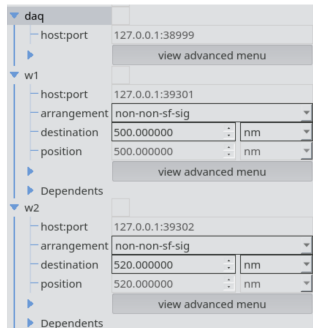 daq
host:port 127.0.0.1:38999
view advanced menu
w1
host:port 127.0.0.1:39301
arrangement non-non-sf-sig
destination 500.000000 nm
position 500.000000 nm
view advanced menu
Dependents
w2
host:port 127.0.0.1:39302
arrangement non-non-sf-sig
destination 520.000000 nm
position 520.000000 nm
view advanced menu
Dependents